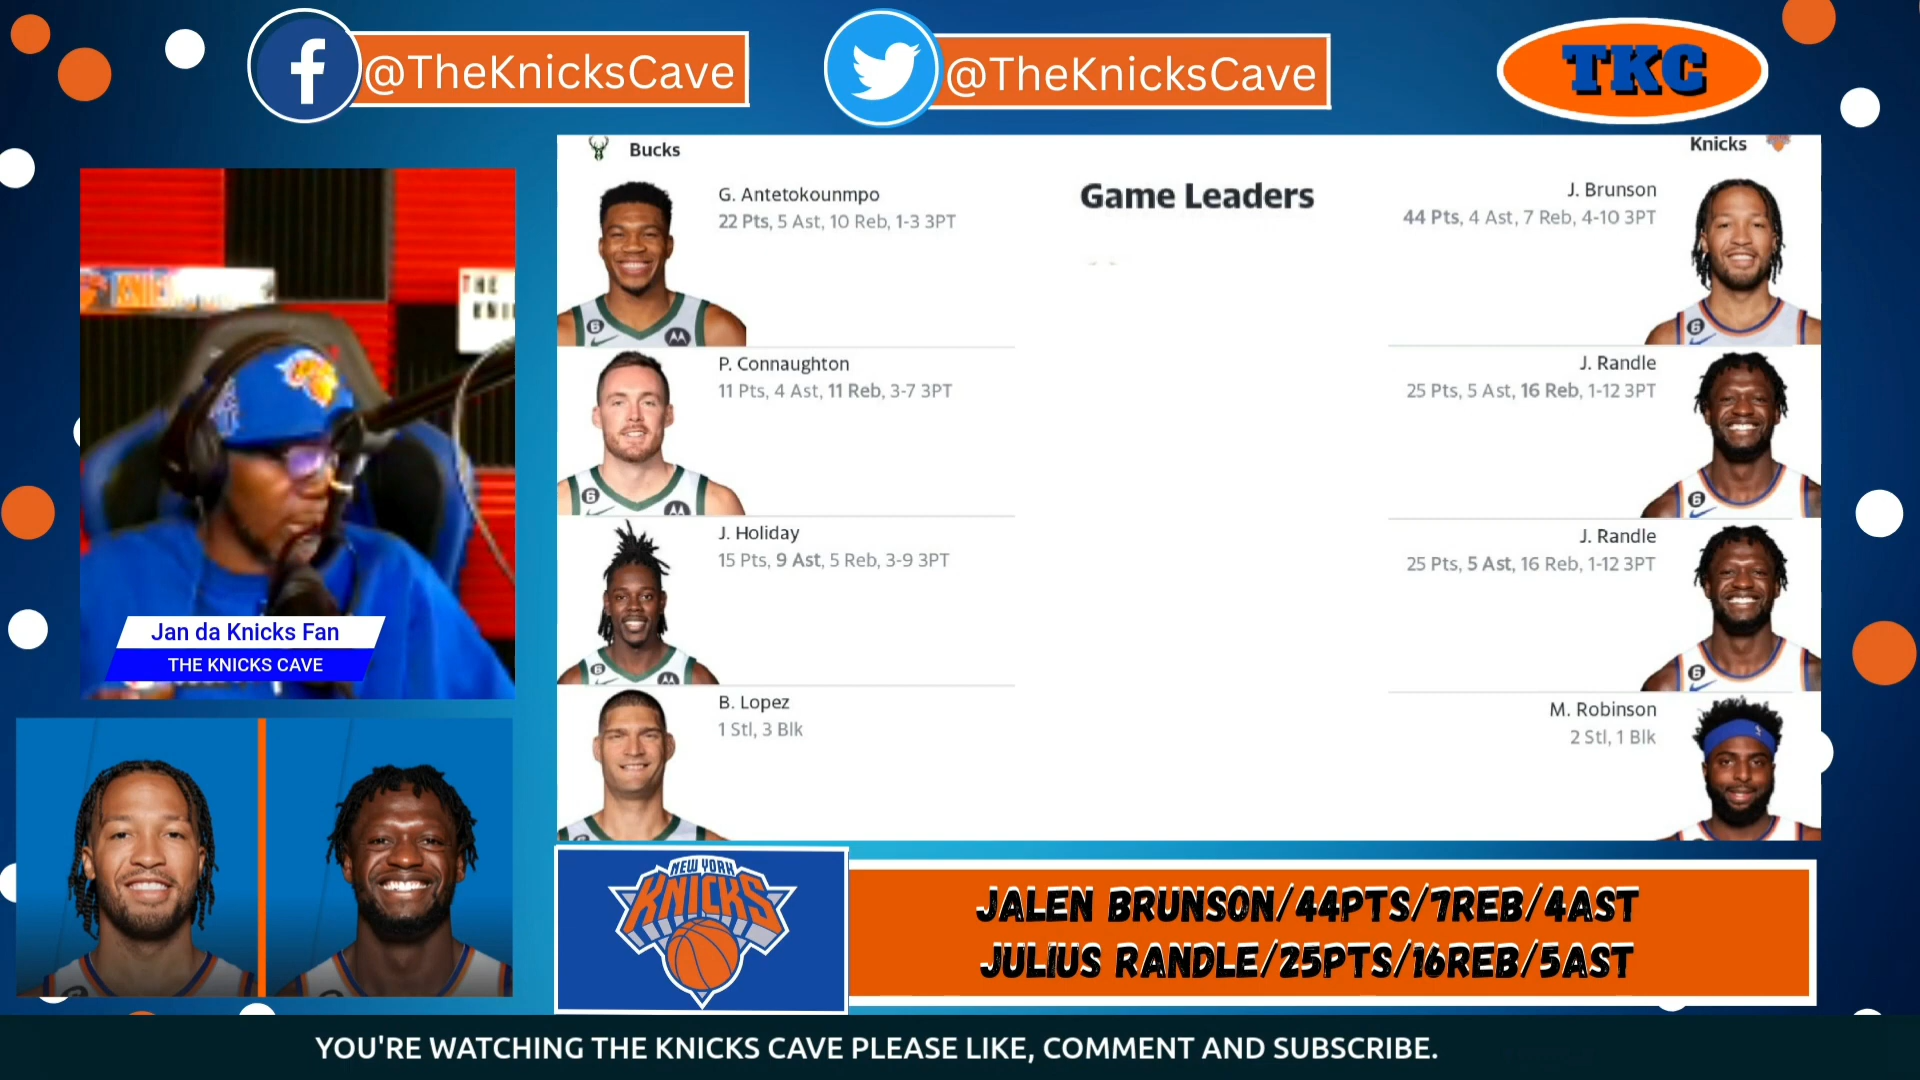 @TheKnicksCave
@TheKnicksCave
TKC
Bucks
Knicks
Game Leaders
G. Antetokounmpo
22 Pts, 5 Ast, 10 Reb, 1-3 3PT
J. Brunson
44 Pts, 4 Ast, 7 Reb, 4-10 3PT
P. Connaughton
11 Pts, 4 Ast, 11 Reb, 3-7 3PT
J. Randle
25 Pts, 5 Ast, 16 Reb, 1-12 3PT
J. Holiday
15 Pts, 9 Ast, 5 Reb, 3-9 3PT
J. Randle
25 Pts, 5 Ast, 16 Reb, 1-12 3PT
B. Lopez
1 Stl, 3 Blk
M. Robinson
2 Stl, 1 Blk
THE
Jan da Knicks Fan
THE KNICKS CAVE
NEW YORK
KNICKS
JALEN BRUNSON/44PTS/7REB/4AST
JULIUS RANDLE/25PTS/16REB/5AST
YOU'RE WATCHING THE KNICKS CAVE PLEASE LIKE, COMMENT AND SUBSCRIBE.